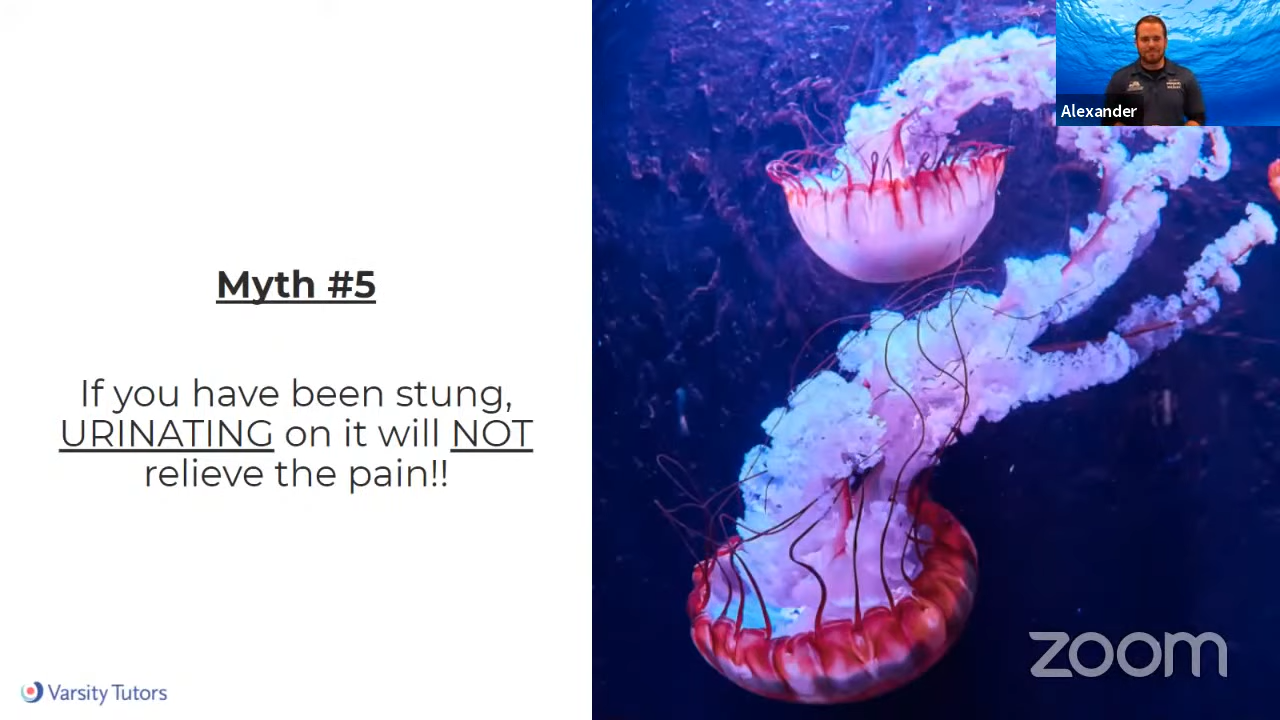 Myth #5
If you have been stung,
URINATING on it will NOT
relieve the pain!!
Varsity Tutors
Alexander
zoom